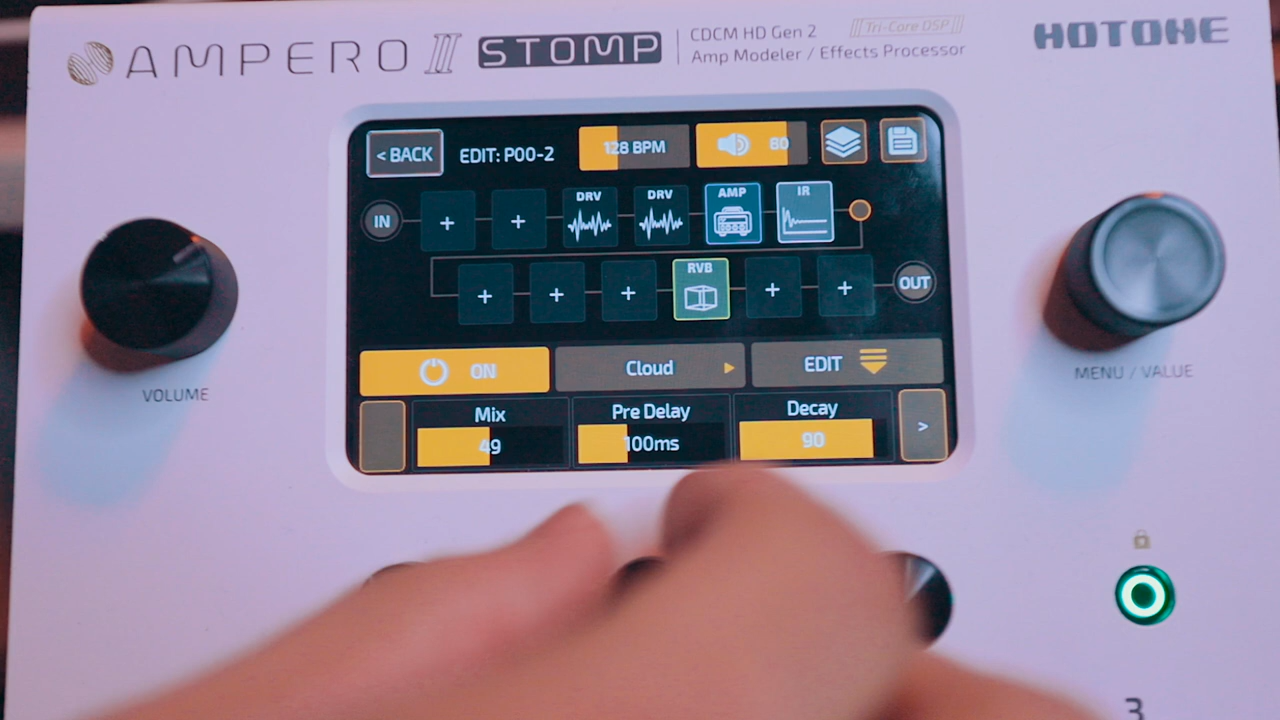 AMPERO II STOMP
CDCM HD Gen 2
Tri-Core DSP
Amp Modeler / Effects Processor
HOTONE
< BACK
EDIT: P00-2
128 BPM
80
IN
+
+
DRV
DRV
AMP
IR
+
+
+
RVB
+
+
OUT
ON
Cloud
EDIT
Mix
49
Pre Delay
100ms
Decay
90
>
VOLUME
MENU / VALUE
3